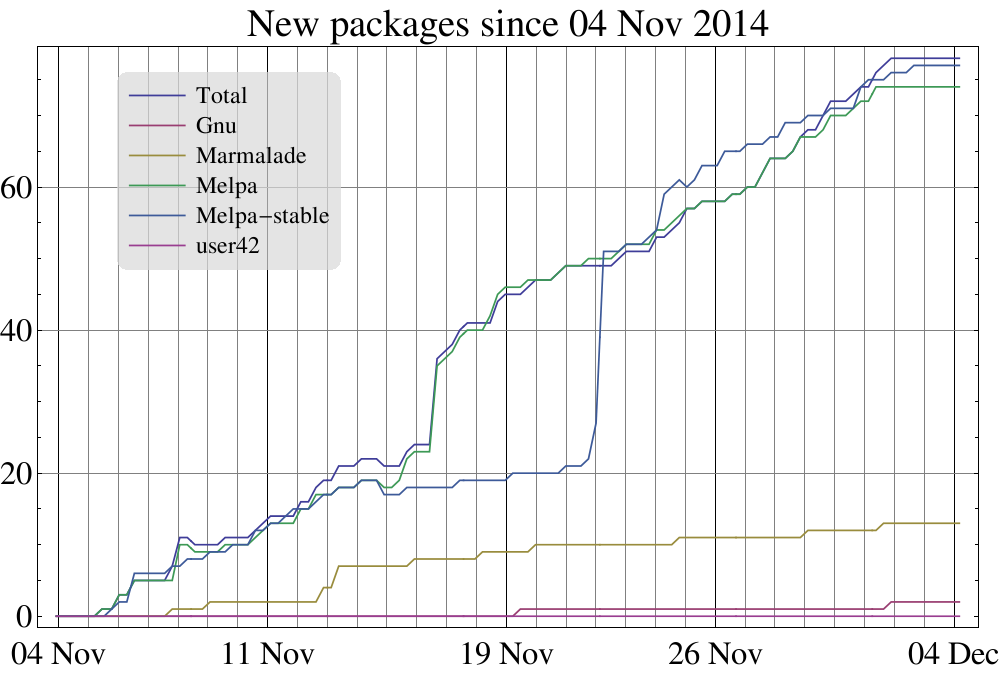 New packages since 04 Nov 2014
Total
Gnu
Marmalade
Melpa
Melpa−stable
user42
60
40
20
0
04 Nov 11 Nov 19 Nov 26 Nov 04 Dec